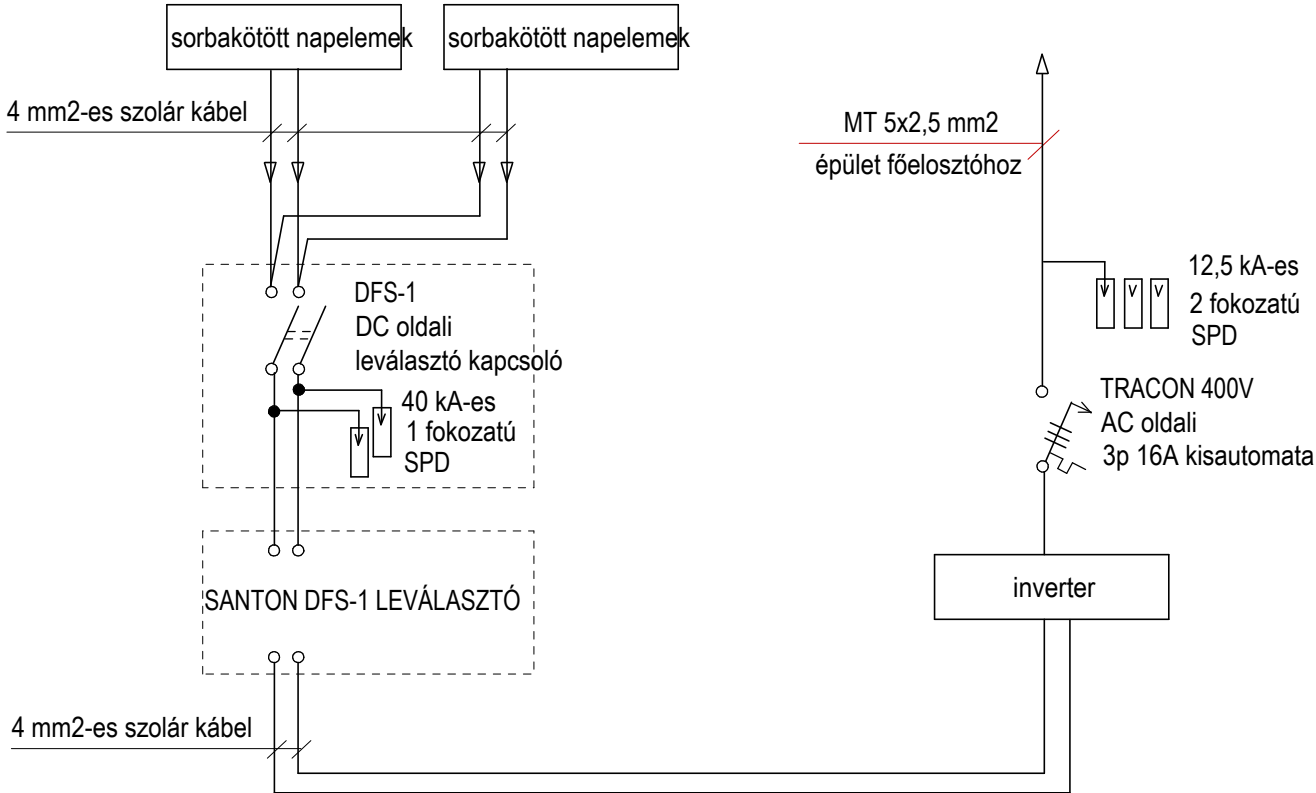 sorbakötött napelemek
sorbakötött napelemek
4 mm2-es szolár kábel
MT 5x2,5 mm2
épület főelosztóhoz
12,5 kA-es
2 fokozatú
SPD
DFS-1
DC oldali
leválasztó kapcsoló
40 kA-es
1 fokozatú
SPD
TRACON 400V
AC oldali
3p 16A kisautomata
SANTON DFS-1 LEVÁLASZTÓ
inverter
4 mm2-es szolár kábel